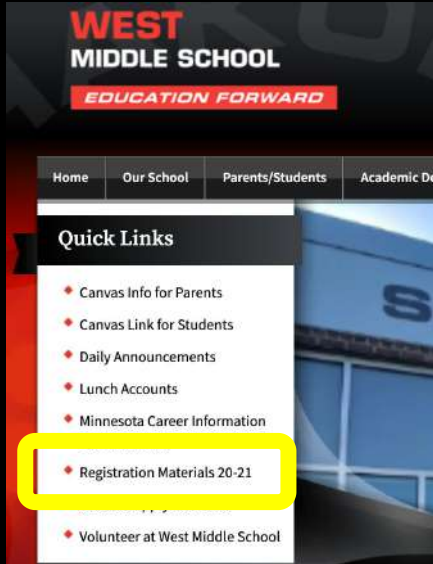 WEST
MIDDLE SCHOOL
EDUCATION FORWARD
Home Our School Parents/Students Academic
Quick Links
Canvas Info for Parents
Canvas Link for Students
Daily Announcements
Lunch Accounts
Minnesota Career Information
Registration Materials 20-21
Volunteer at West Middle School